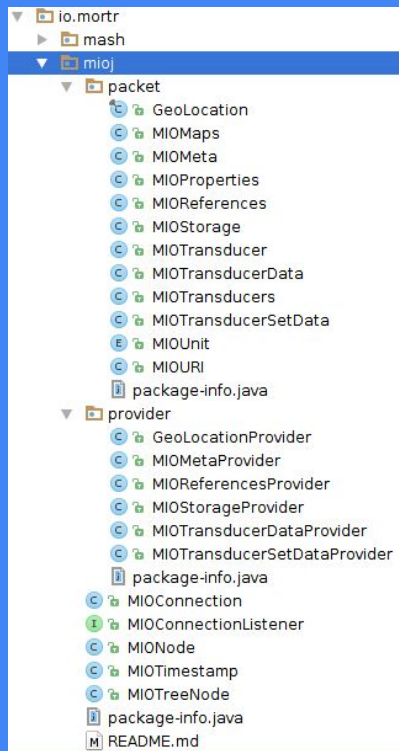 io.mortr
mash
mioj
packet
GeoLocation
MIOMaps
MIOMeta
MIOProperties
MIOReferences
MIOStorage
MIOTransducer
MIOTransducerData
MIOTransducers
MIOTransducerSetData
MIOUnit
MIOURI
package-info.java
provider
GeoLocationProvider
MIOMetaProvider
MIOReferencesProvider
MIOStorageProvider
MIOTransducerDataProvider
MIOTransducerSetDataProvider
package-info.java
MIOConnection
MIOConnectionListener
MIONode
MIOTimestamp
MIOTreeNode
package-info.java
README.md